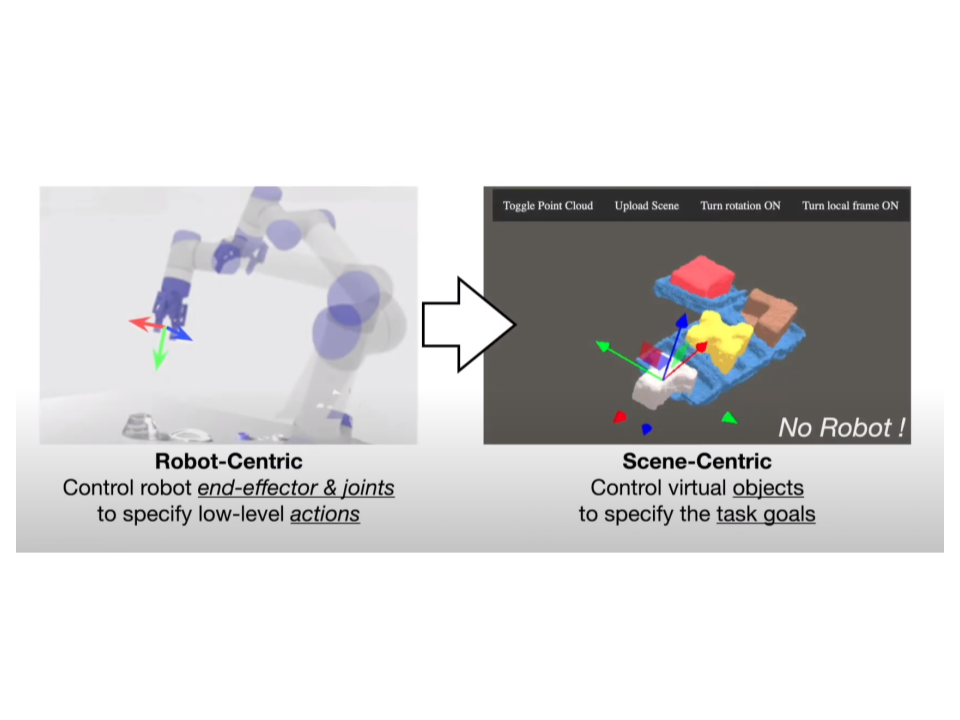 Toggle Point Cloud Upload Scene Turn rotation ON Turn local frame ON
No Robot !
Robot-Centric
Control robot end-effector & joints
to specify low-level actions
Scene-Centric
Control virtual objects
to specify the task goals